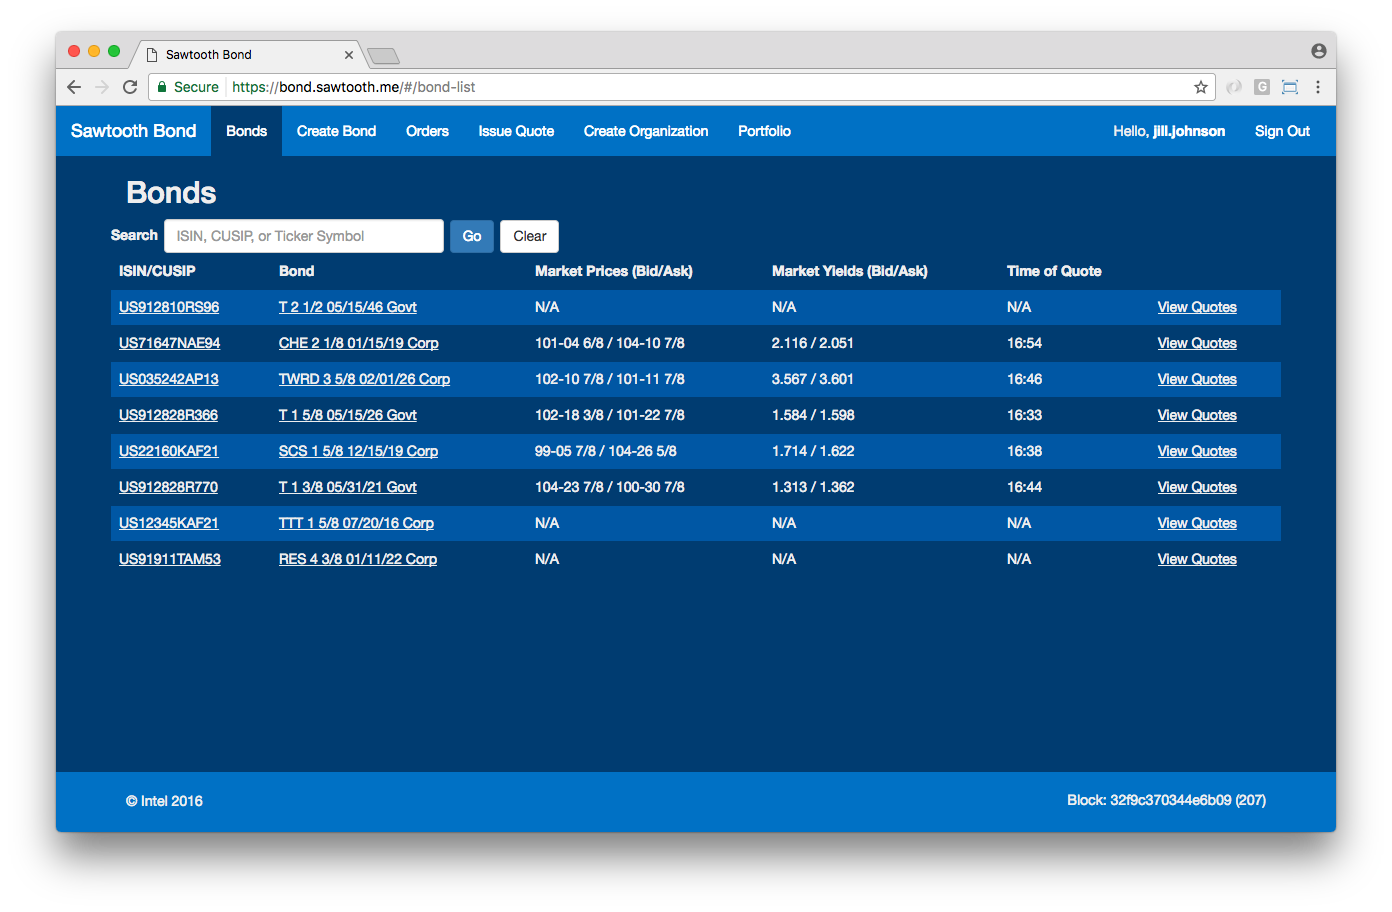 Sawtooth Bond
Secure https://bond.sawtooth.me/#/bond-list
G
Sawtooth Bond Bonds Create Bond Orders Issue Quote Create Organization Portfolio Hello, jill.johnson Sign Out
Bonds
Search ISIN, CUSIP, or Ticker Symbol Go Clear
ISIN/CUSIP Bond Market Prices (Bid/Ask) Market Yields (Bid/Ask) Time of Quote
US912810RS96 T 2 1/2 05/15/46 Govt N/A N/A N/A View Quotes
US71647NAE94 CHE 2 1/8 01/15/19 Corp 101-04 6/8 / 104-10 7/8 2.116 / 2.051 16:54 View Quotes
US035242AP13 TWRD 3 5/8 02/01/26 Corp 102-10 7/8 / 101-11 7/8 3.567 / 3.601 16:46 View Quotes
US912828R366 T 1 5/8 05/15/26 Govt 102-18 3/8 / 101-22 7/8 1.584 / 1.598 16:33 View Quotes
US22160KAF21 SCS 1 5/8 12/15/19 Corp 99-05 7/8 / 104-26 5/8 1.714 / 1.622 16:38 View Quotes
US912828R770 T 1 3/8 05/31/21 Govt 104-23 7/8 / 100-30 7/8 1.313 / 1.362 16:44 View Quotes
US12345KAF21 TTT 1 5/8 07/20/16 Corp N/A N/A N/A View Quotes
US91911TAM53 RES 4 3/8 01/11/22 Corp N/A N/A N/A View Quotes
© Intel 2016 Block: 32f9c370344e6b09 (207)